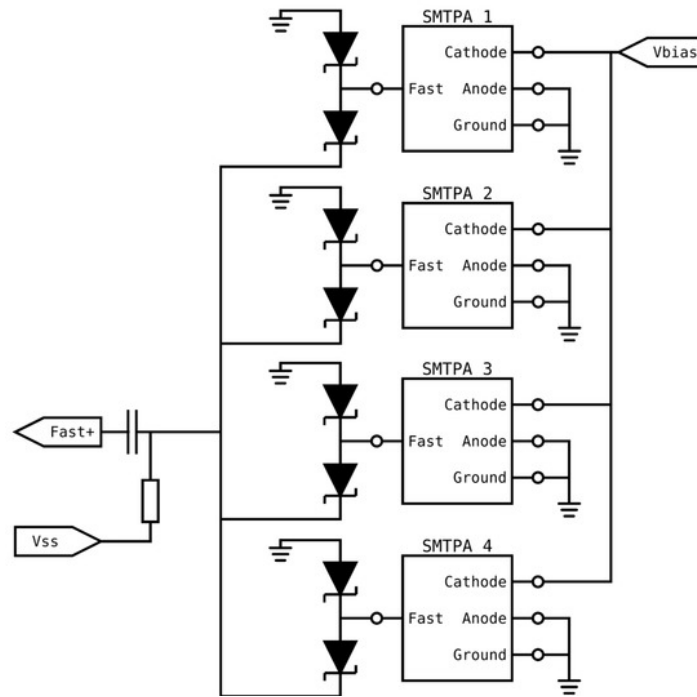 SMTPA 1
Cathode
Vbias
Fast Anode
Ground
SMTPA 2
Cathode
Fast Anode
Ground
SMTPA 3
Cathode
Fast+
Fast Anode
Ground
Vss
SMTPA 4
Cathode
Fast Anode
Ground